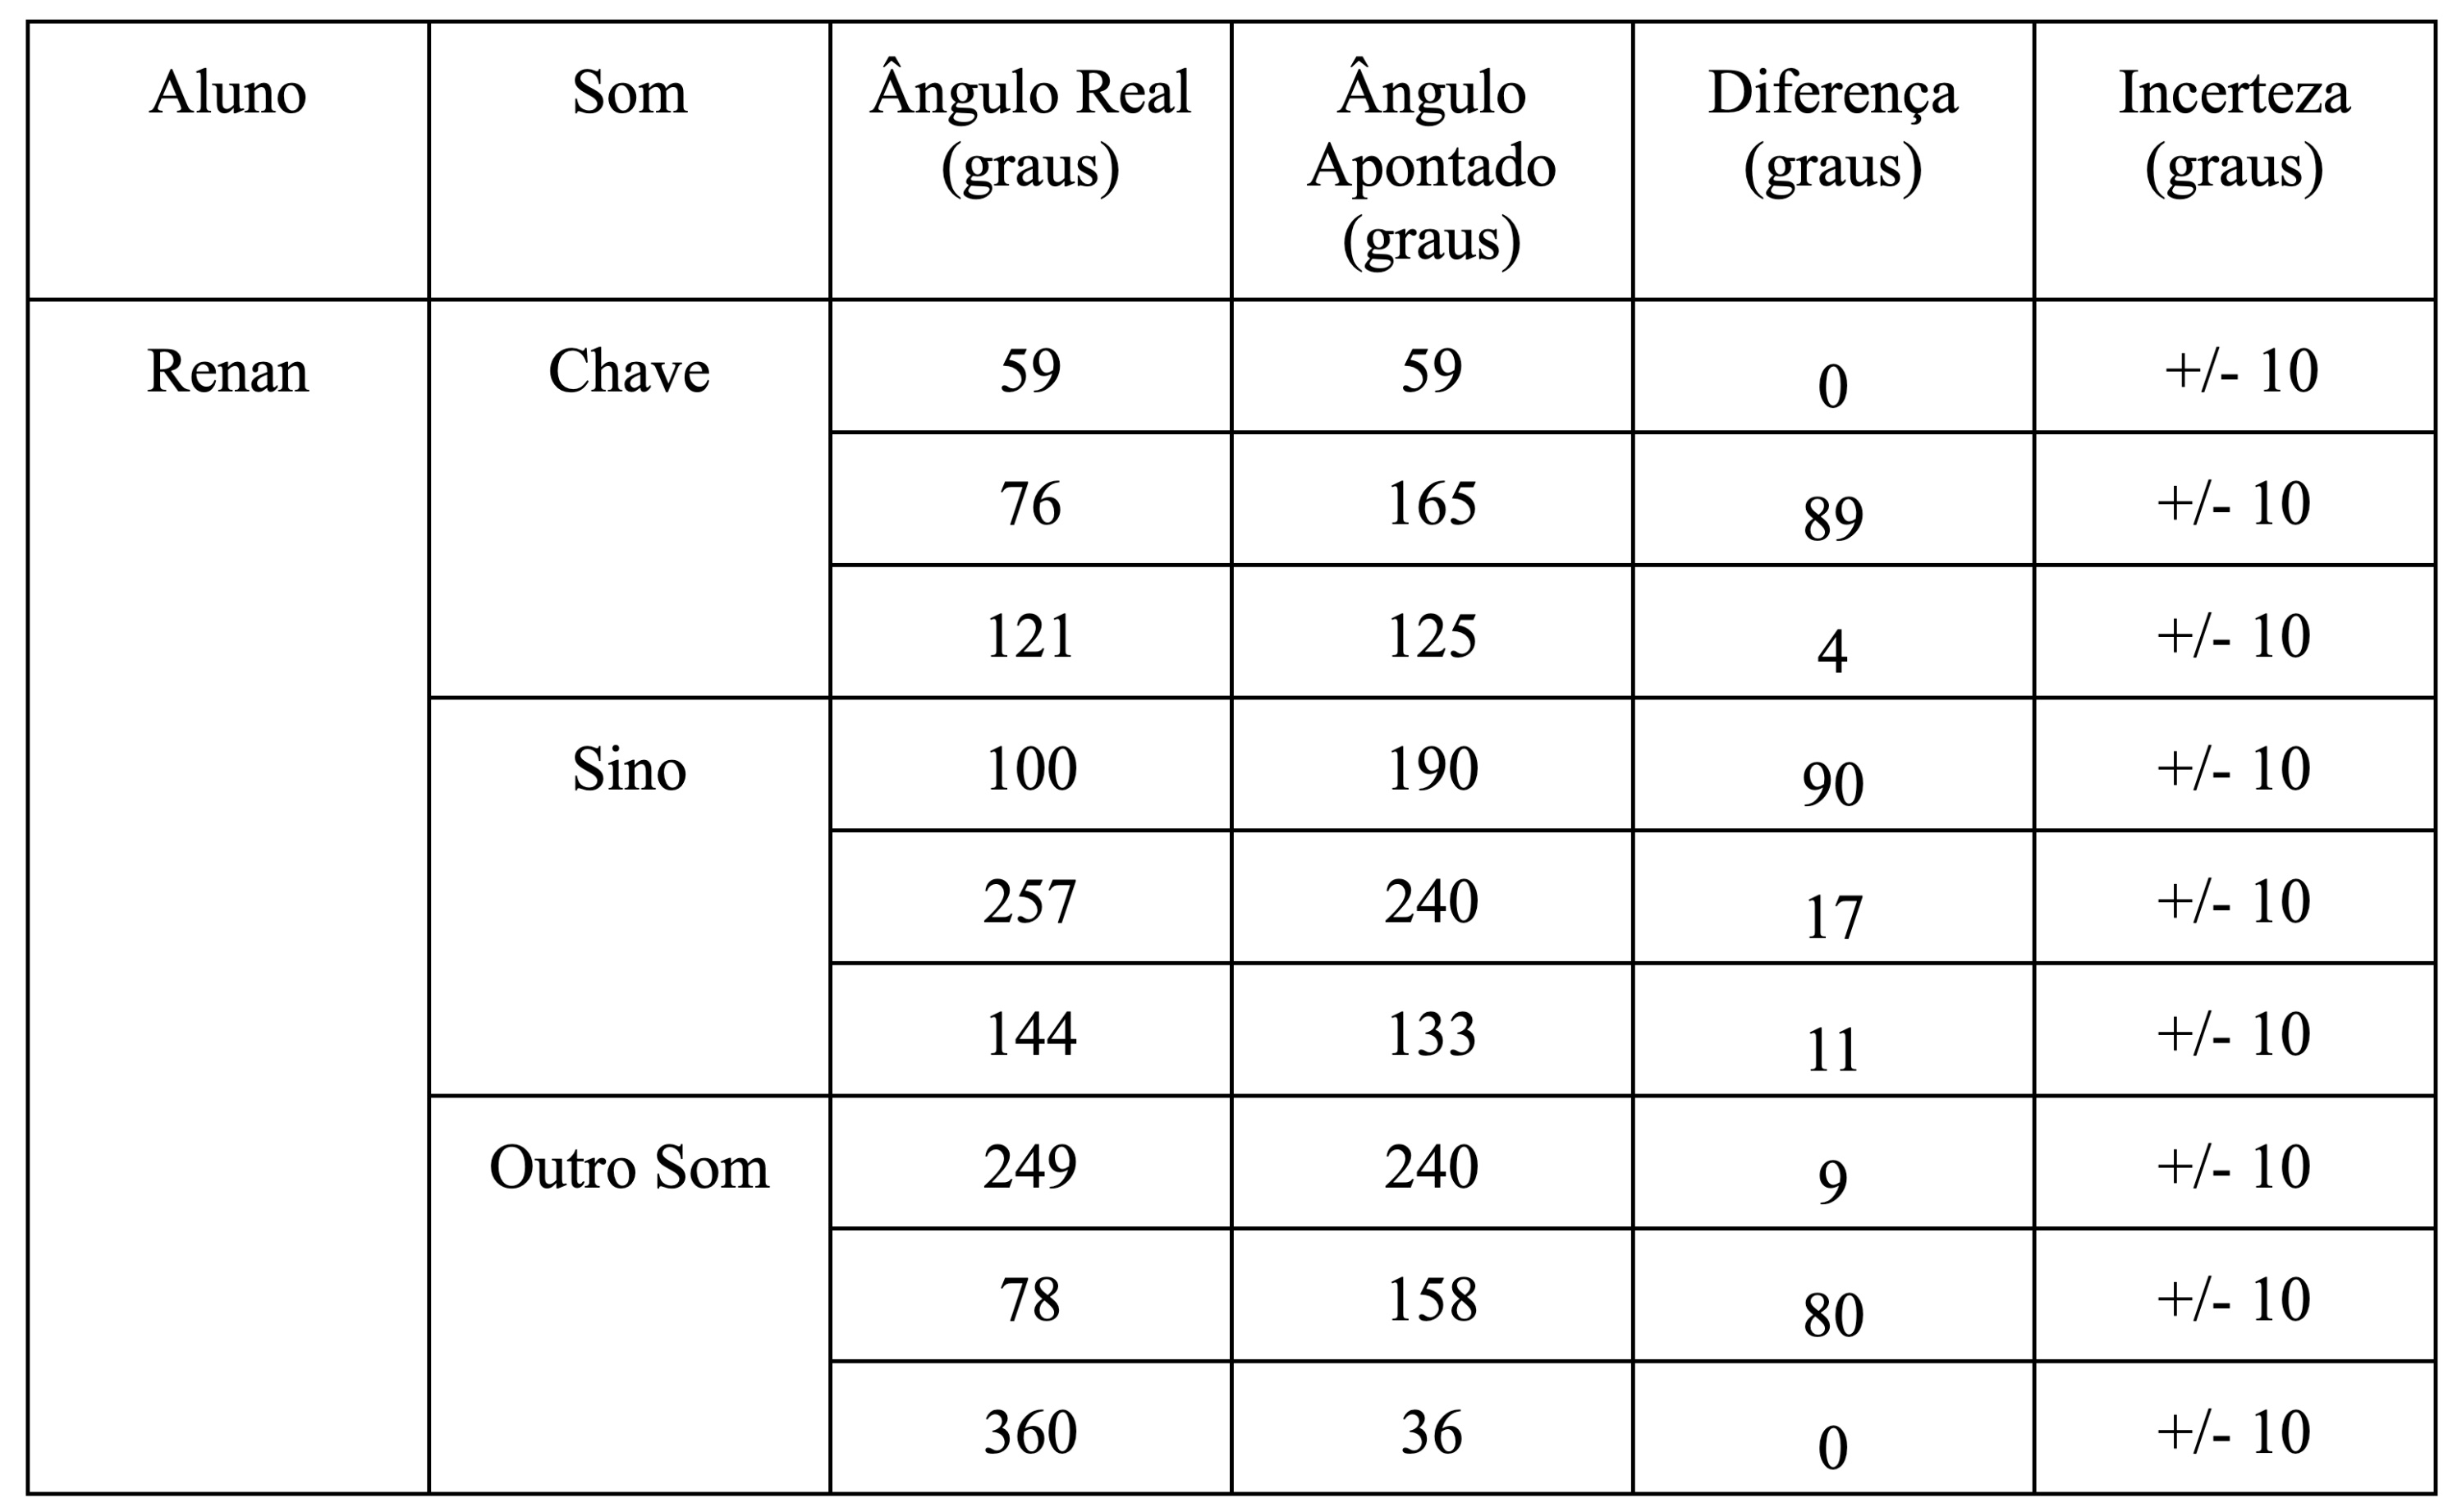 Aluno Som Ângulo Real (graus) Ângulo Apontado (graus) Diferença (graus) Incerteza (graus)
Renan Chave 59 59 0 +/- 10
76 165 89 +/- 10
121 125 4 +/- 10
Sino 100 190 90 +/- 10
257 240 17 +/- 10
144 133 11 +/- 10
Outro Som 249 240 9 +/- 10
78 158 80 +/- 10
360 36 0 +/- 10